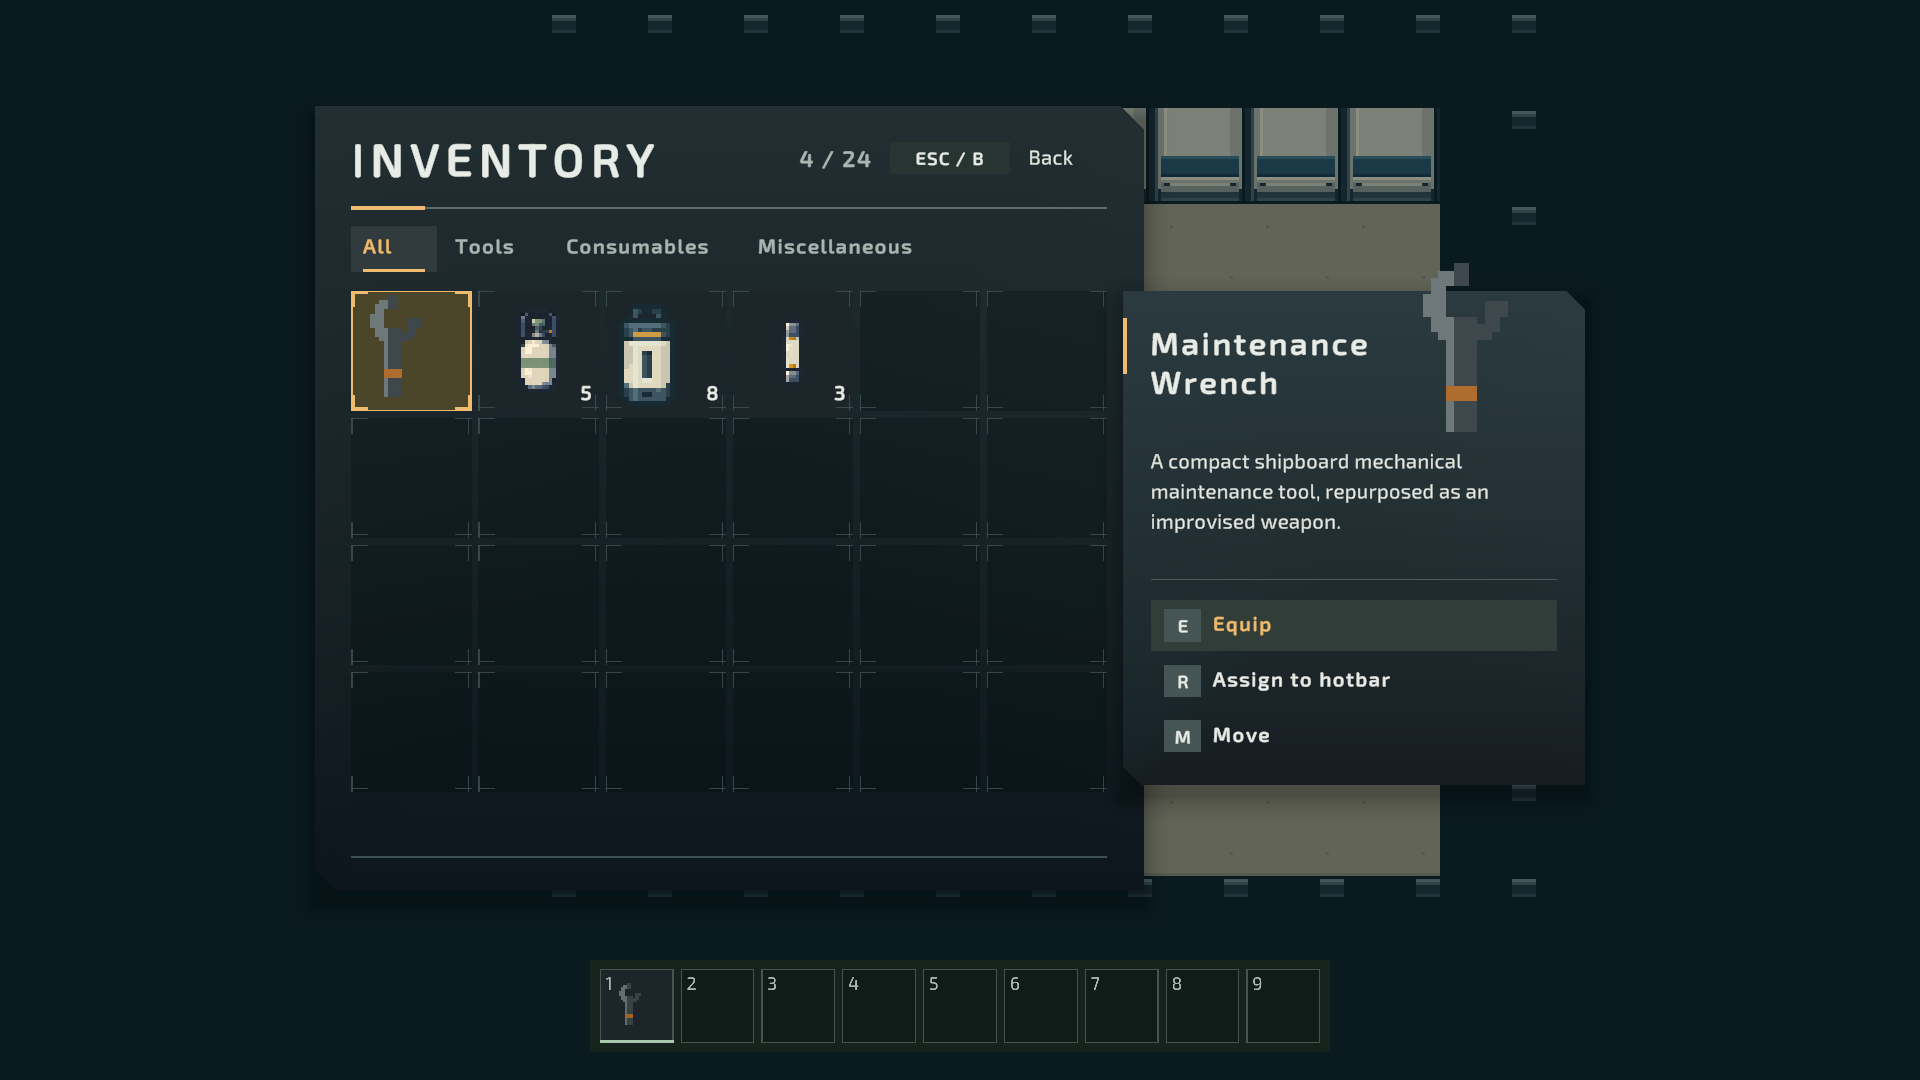 INVENTORY
4 / 24
ESC / B
Back
All
Tools
Consumables
Miscellaneous
5
8
3
Maintenance
Wrench
A compact shipboard mechanical
maintenance tool, repurposed as an
improvised weapon.
E
Equip
R
Assign to hotbar
M
Move
1
2
3
4
5
6
7
8
9